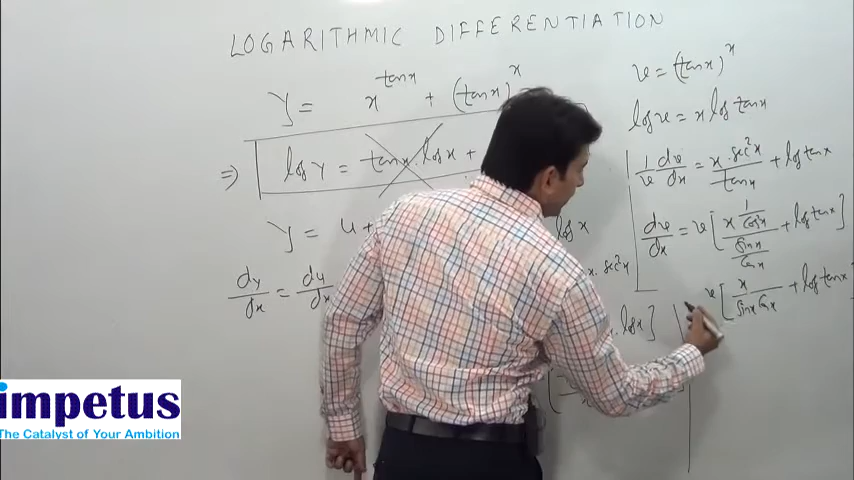 LOGARITHMIC DIFFERENTIATION
y = x^tanx + (tanx)^x
⇒ log y = tanx . log x +
y = u +
dy/dx = du/dx
log x
x. sec²x
. log x ]
v = (tanx)^x
log v = x log tanx
1/v dv/dx = x . sec²x / tanx + log tanx
dv/dx = v [ x 1/cos²x / sinx/cosx + log tanx ]
v [ x / sinx cosx + log tanx ]
impetus
The Catalyst of Your Ambition